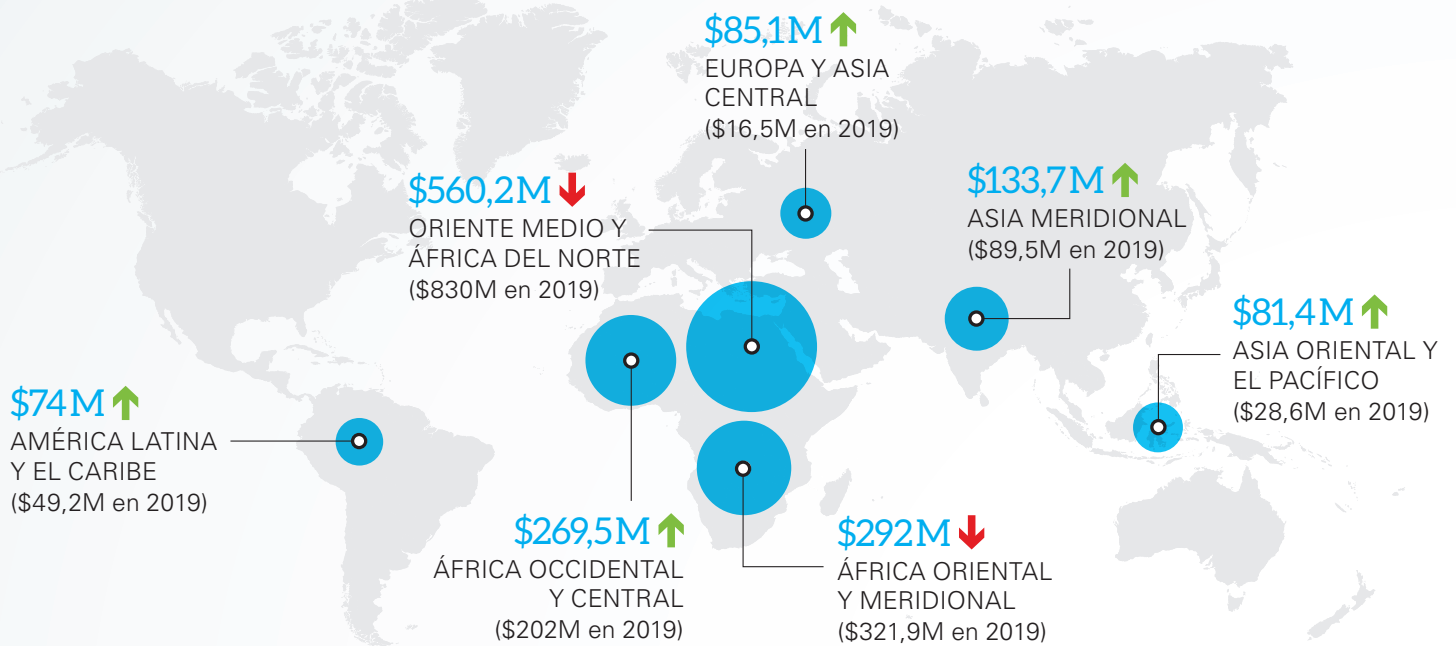 $85,1M
EUROPA Y ASIA
CENTRAL
($16,5M en 2019)
$560,2M
ORIENTE MEDIO Y
ÁFRICA DEL NORTE
($830M en 2019)
$133,7M
ASIA MERIDIONAL
($89,5M en 2019)
$81,4M
ASIA ORIENTAL Y
EL PACÍFICO
($28,6M en 2019)
$74M
AMÉRICA LATINA
Y EL CARIBE
($49,2M en 2019)
$269,5M
ÁFRICA OCCIDENTAL
Y CENTRAL
($202M en 2019)
$292M
ÁFRICA ORIENTAL
Y MERIDIONAL
($321,9M en 2019)